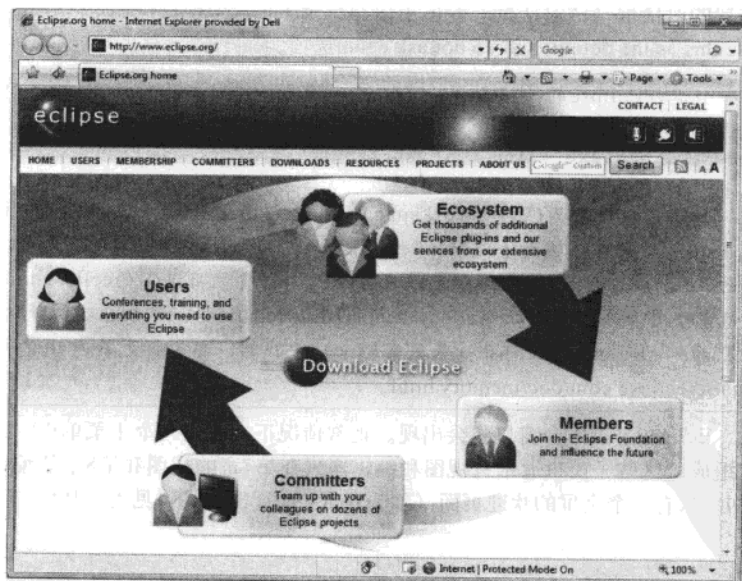 Eclipse.org home - Internet Explorer provided by Dell
http://www.eclipse.org/
Google
Eclipse.org home
Page
Tools
CONTACT
LEGAL
eclipse
HOME
USERS
MEMBERSHIP
COMMITTERS
DOWNLOADS
RESOURCES
PROJECTS
ABOUT US
Google™ Custom
Search
A A
Ecosystem
Get thousands of additional
Eclipse plug-ins and our
services from our extensive
ecosystem
Users
Conferences, training, and
everything you need to use
Eclipse
Download Eclipse
Members
Join the Eclipse Foundation
and influence the future
Committers
Team up with your
colleagues on dozens of
Eclipse projects
Internet | Protected Mode: On
100%